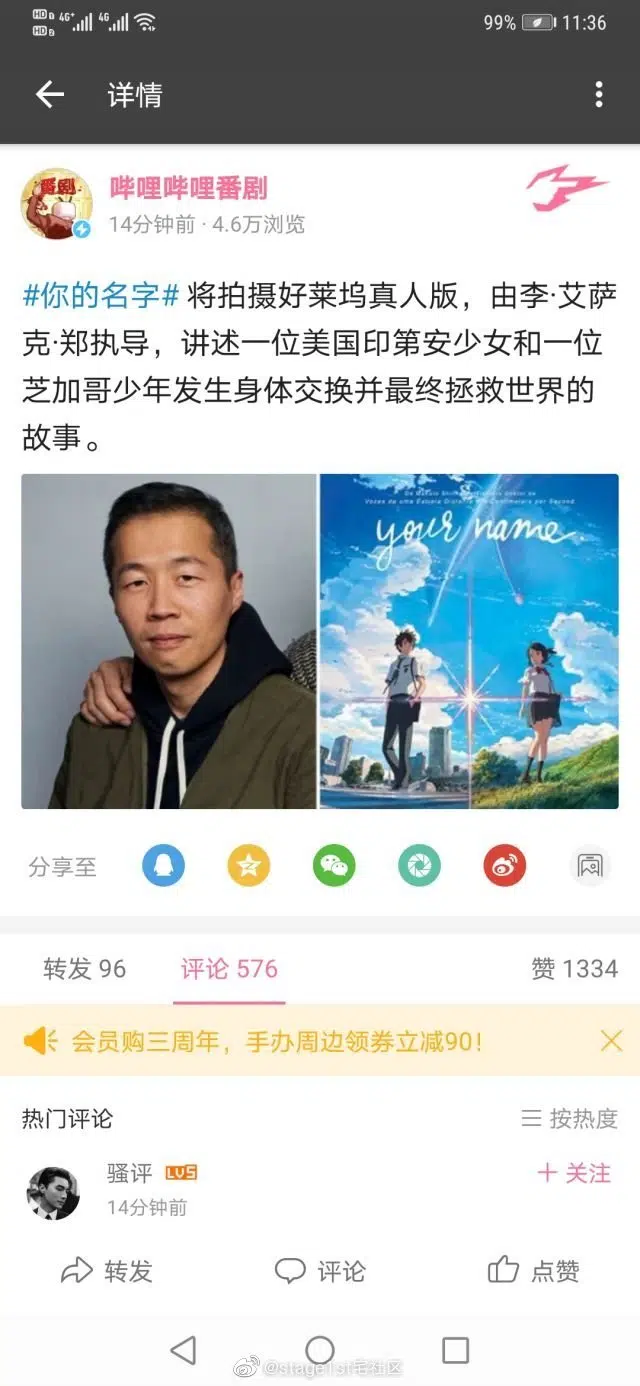 HD 1 4G+ 4G 99% 11:36
HD 2
详情
番剧
哔哩哔哩番剧
14分钟前 · 4.6万浏览
#你的名字# 将拍摄好莱坞真人版，由李·艾萨
克·郑执导，讲述一位美国印第安少女和一位
芝加哥少年发生身体交换并最终拯救世界的
故事。
your name.
分享至
转发 96 评论 576 赞 1334
会员购三周年，手办周边领券立减90!
热门评论 按热度
骚评 LV5 + 关注
14分钟前
转发 评论 点赞
@stage1st宅社区